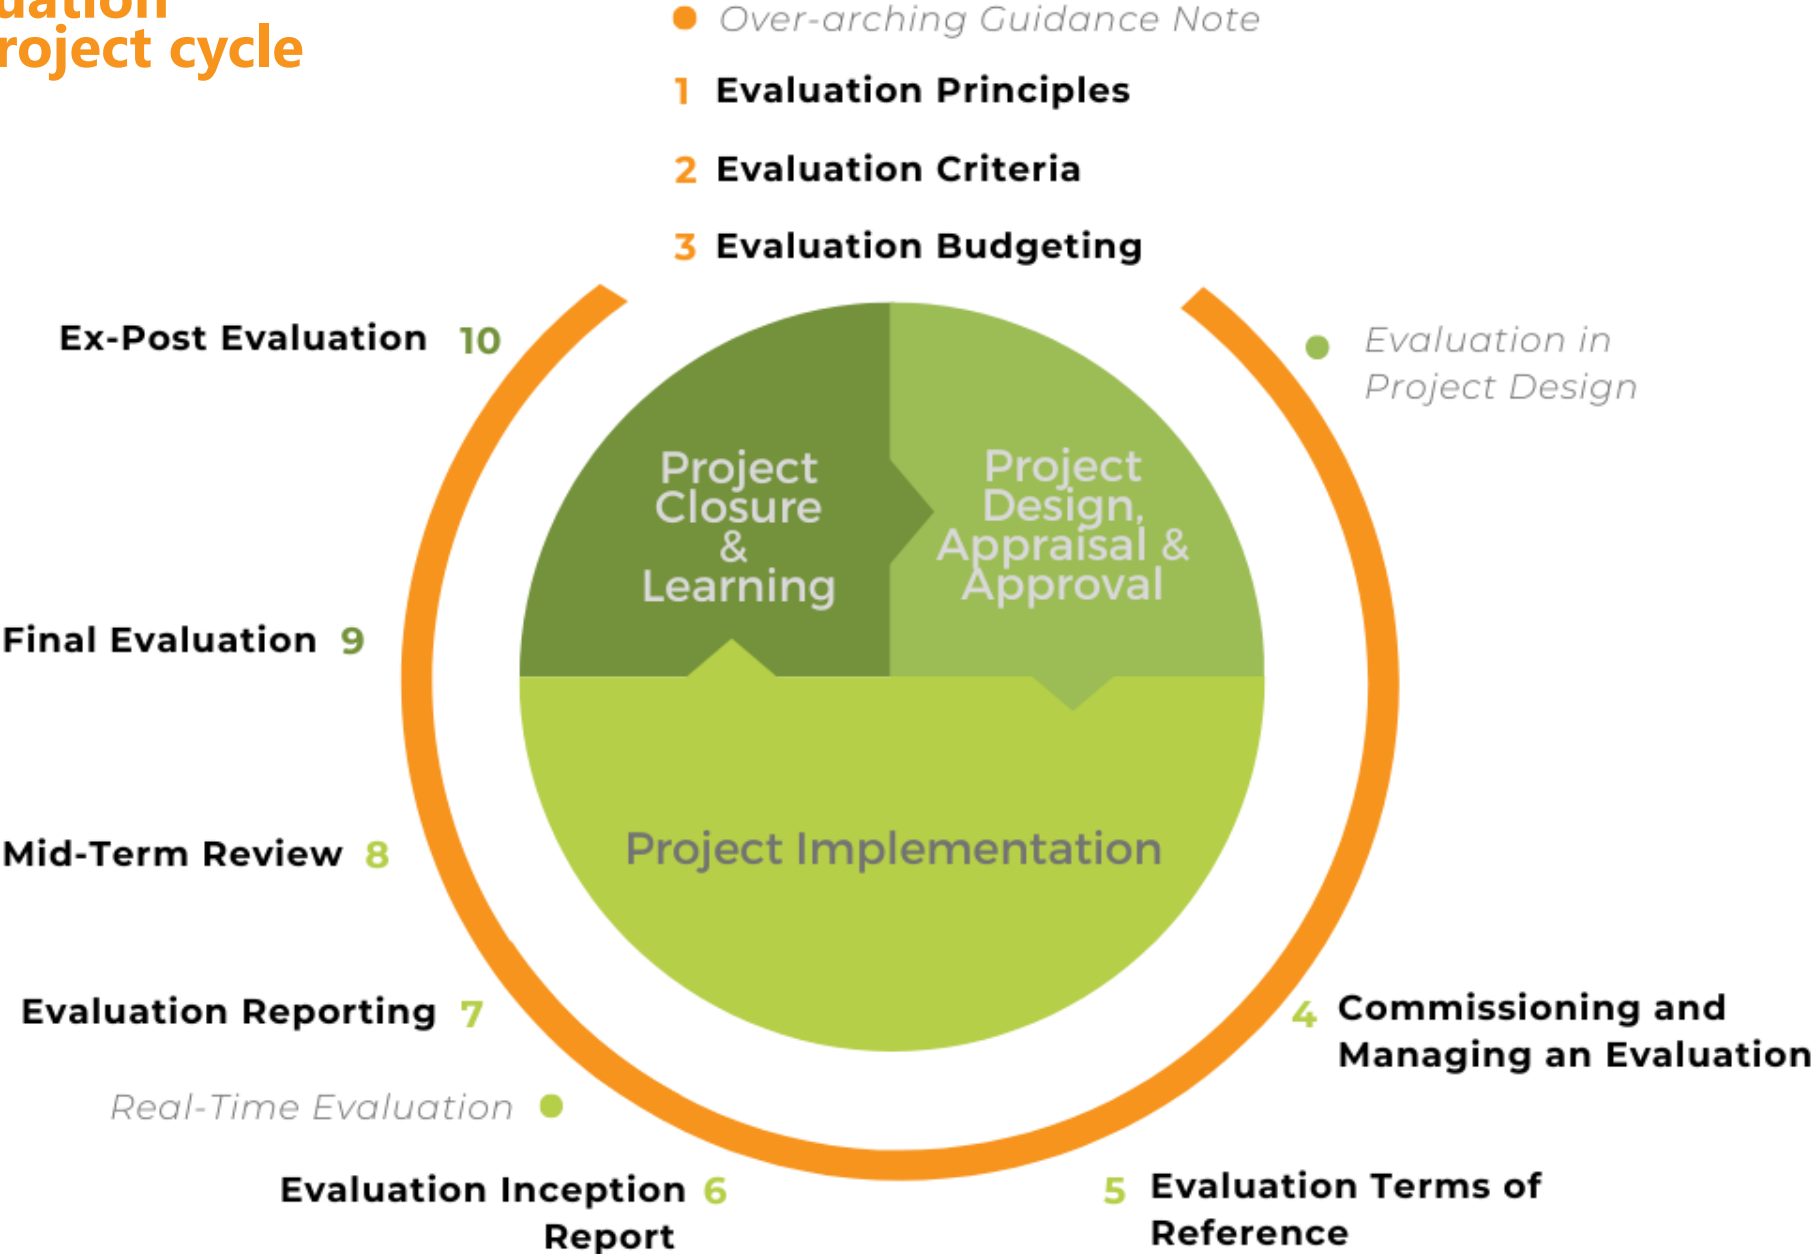 Over-arching Guidance Note
project cycle
1 Evaluation Principles
2 Evaluation Criteria
3 Evaluation Budgeting
Evaluation in
Project Design
4 Commissioning and
Managing an Evaluation
5 Evaluation Terms of
Reference
Evaluation Inception 6
Report
Real-Time Evaluation
Evaluation Reporting 7
Mid-Term Review 8
Final Evaluation 9
Ex-Post Evaluation 10
Project
Closure
&
Learning
Project
Design,
Appraisal &
Approval
Project Implementation